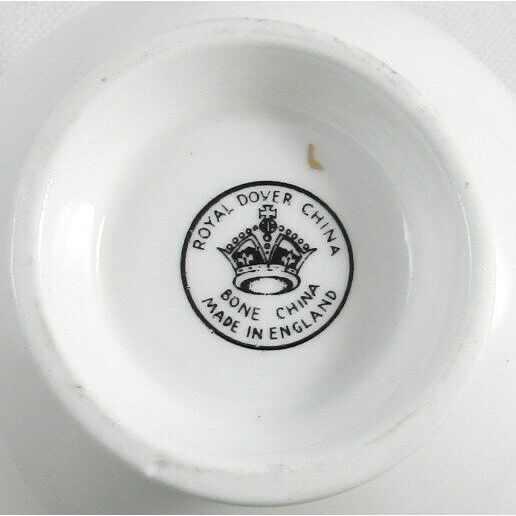 ROYAL DOVER CHINA
BONE CHINA
MADE IN ENGLAND